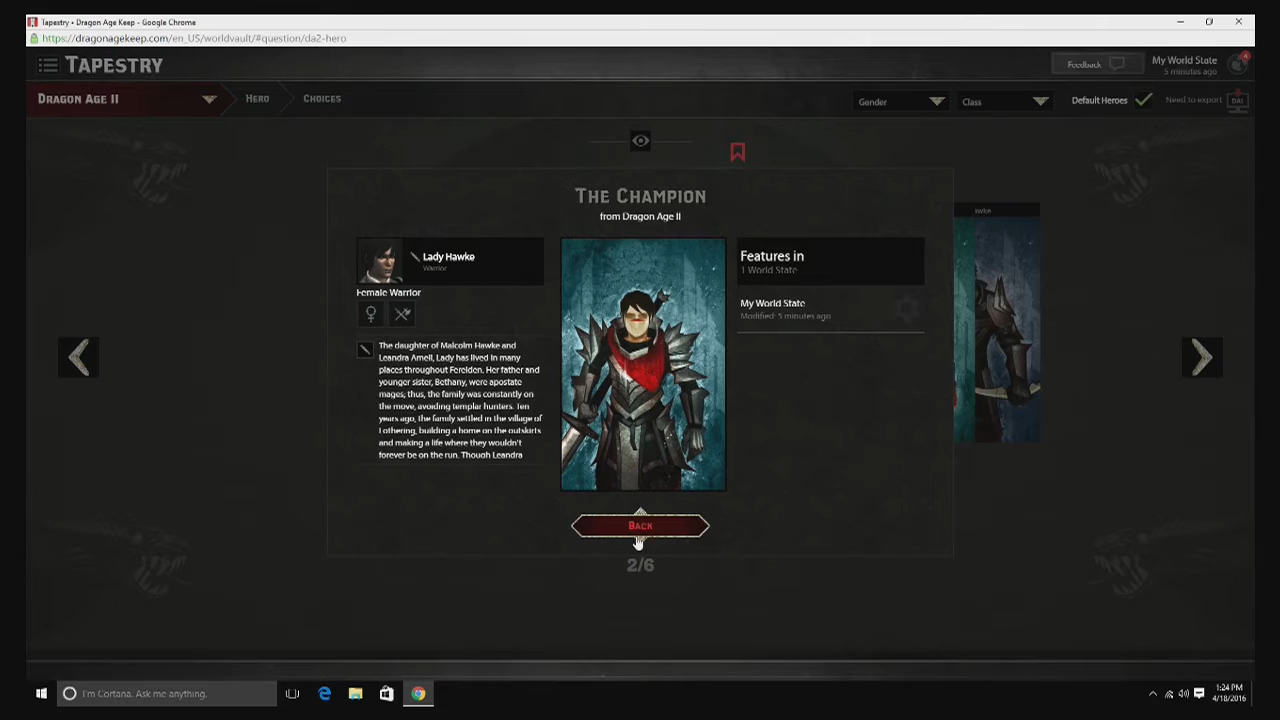 Tapestry • Dragon Age Keep - Google Chrome
https://dragonagekeep.com/en_US/worldvault/#question/da2-hero
TAPESTRY
Feedback
My World State
5 minutes ago
4
DRAGON AGE II
HERO
CHOICES
Gender
Class
Default Heroes
Need to export
DAI
THE CHAMPION
from Dragon Age II
Lady Hawke
Warrior
Female Warrior
The daughter of Malcolm Hawke and
Leandra Amell, Lady has lived in many
places throughout Ferelden. Her father and
younger sister, Bethany, were apostate
mages; thus, the family was constantly on
the move, avoiding templar hunters. Ten
years ago, the family settled in the village of
Lothering, building a home on the outskirts
and making a life where they wouldn't
forever be on the run. Though Leandra
Features in
1 World State
My World State
Modified: 5 minutes ago
awke
BACK
2/6
I'm Cortana. Ask me anything.
1:24 PM
4/18/2016